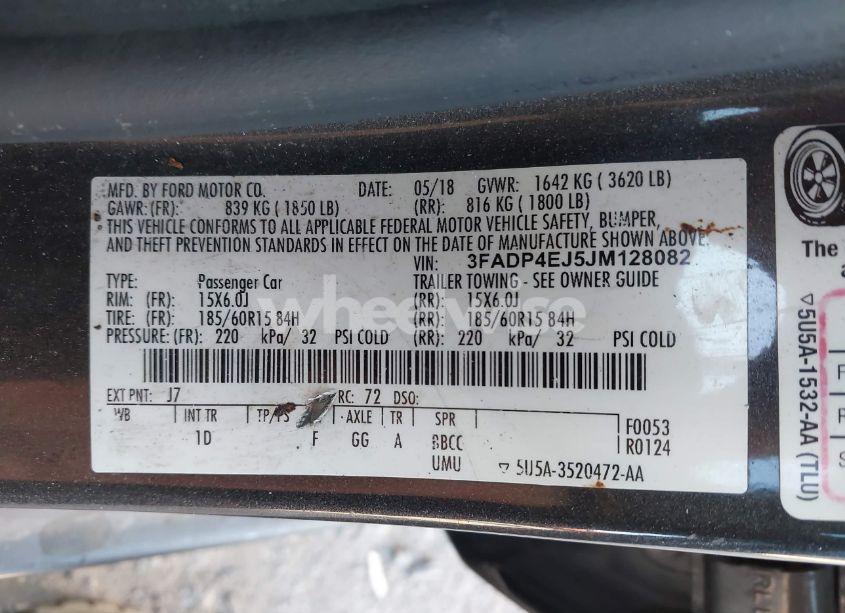 MFD. BY FORD MOTOR CO. DATE: 05/18 GVWR: 1642 KG ( 3620 LB)
GAWR: (FR): 839 KG ( 1850 LB) (RR): 816 KG ( 1800 LB)
THIS VEHICLE CONFORMS TO ALL APPLICABLE FEDERAL MOTOR VEHICLE SAFETY, BUMPER,
AND THEFT PREVENTION STANDARDS IN EFFECT ON THE DATE OF MANUFACTURE SHOWN ABOVE.
VIN: 3FADP4EJ5JM128082
TYPE: Passenger Car TRAILER TOWING - SEE OWNER GUIDE
RIM: (FR): 15X6.0J (RR): 15X6.0J
TIRE: (FR): 185/60R15 84H (RR): 185/60R15 84H
PRESSURE: (FR): 220 kPa/ 32 PSI COLD (RR): 220 kPa/ 32 PSI COLD
wheelwise
EXT PNT: J7 RC: 72 DSO:
WB INT TR TP/PS AXLE TR SPR
1D F GG A BBCC
UMU
F0053
R0124
▽ 5U5A-3520472-AA
The
▽ 5U5A-1532-AA (TLU)